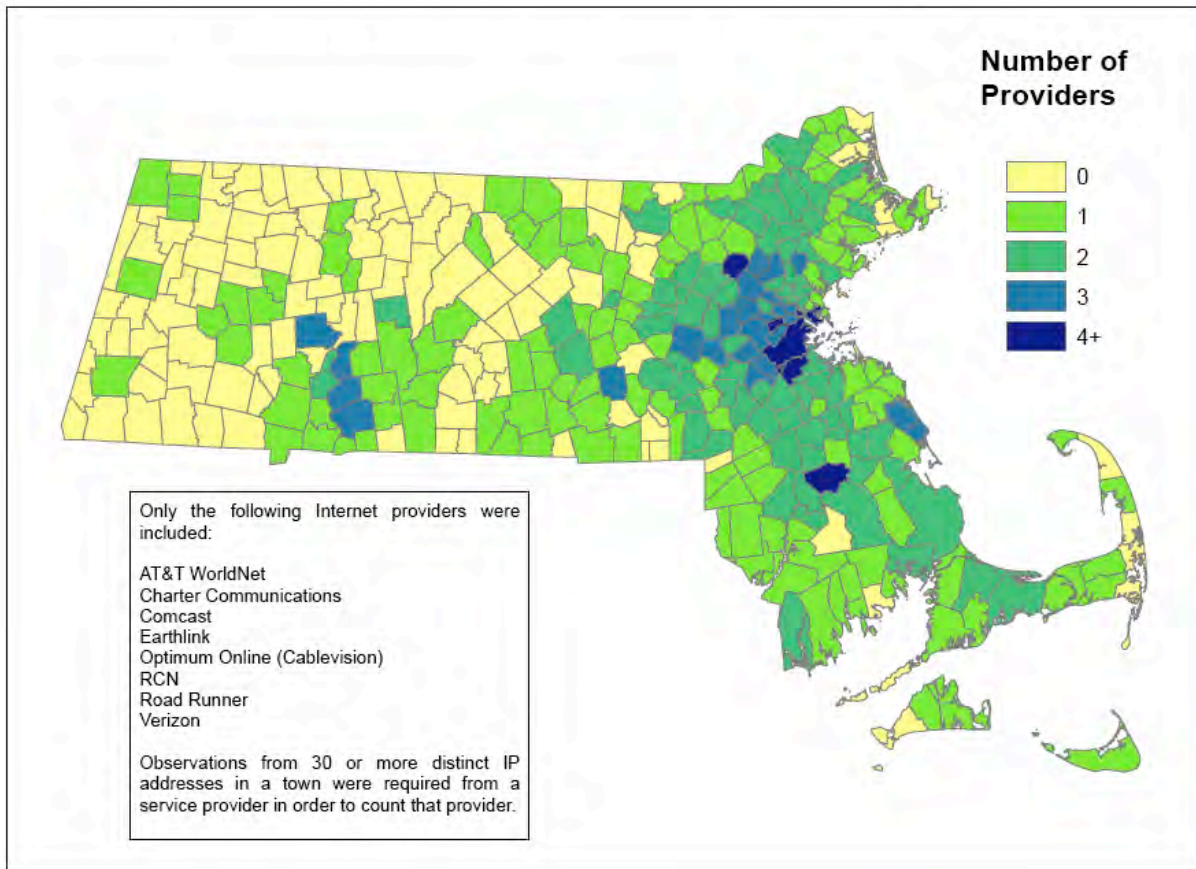 Number of
Providers
0
1
2
3
4+
Only the following Internet providers were
included:
AT&T WorldNet
Charter Communications
Comcast
Earthlink
Optimum Online (Cablevision)
RCN
Road Runner
Verizon
Observations from 30 or more distinct IP
addresses in a town were required from a
service provider in order to count that provider.